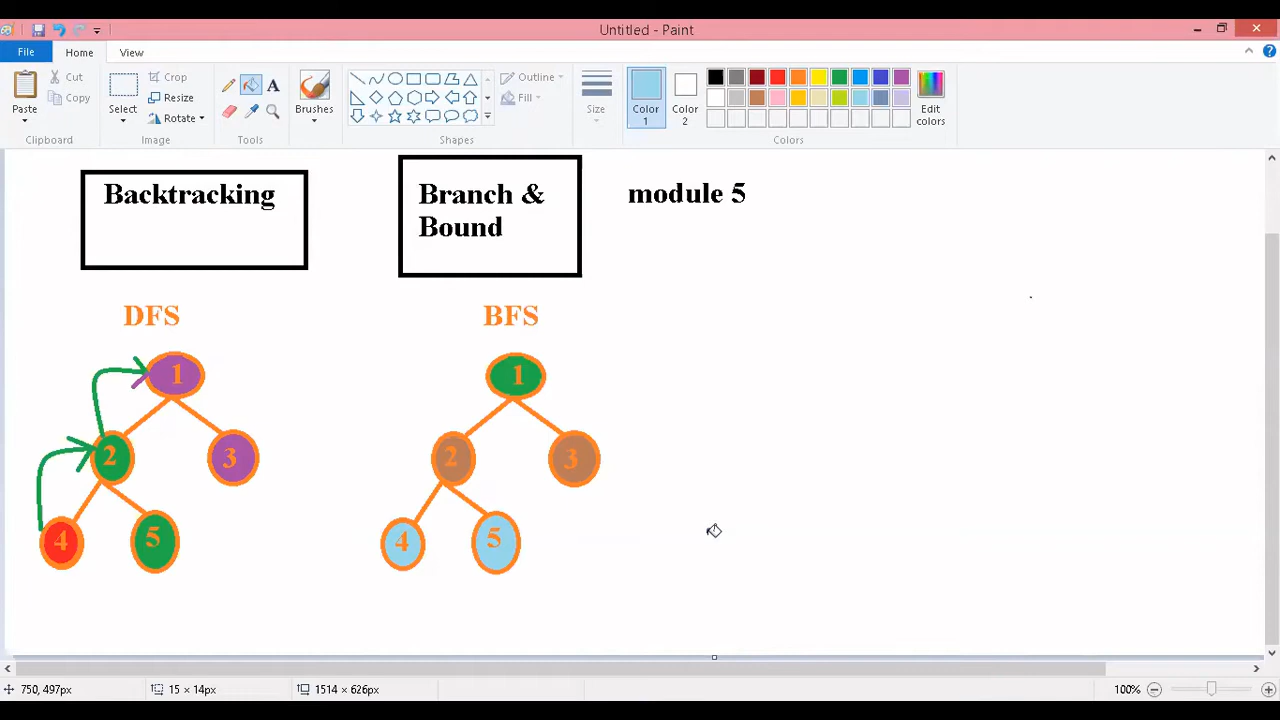 Untitled - Paint
File Home View
Paste
Cut
Copy
Clipboard
Select
Crop
Resize
Rotate
Image
A
Tools
Brushes
Outline
Fill
Shapes
Size
Color 1
Color 2
Edit colors
Colors
Backtracking
Branch &
Bound
module 5
DFS
BFS
1
2
3
4
5
1
2
3
4
5
750, 497px
15 × 14px
1514 × 626px
100%